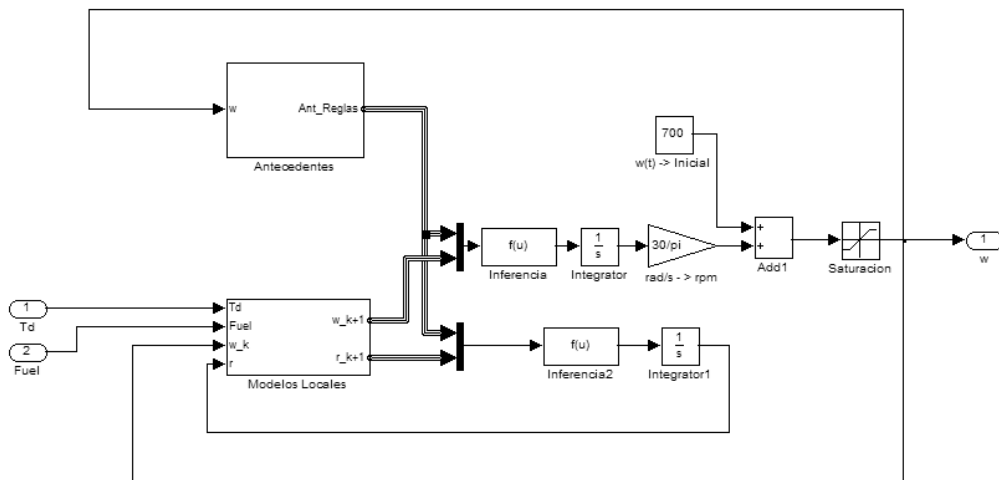 w
Ant_Reglas
Antecedentes
700
w(t) -> Inicial
f(u)
Inferencia
1
s
Integrator
30/pi
rad/s -> rpm
+
+
Add1
Saturacion
1
w
1
Td
2
Fuel
Td
Fuel
w_k
r
w_k+1
r_k+1
Modelos Locales
f(u)
Inferencia2
1
s
Integrator1